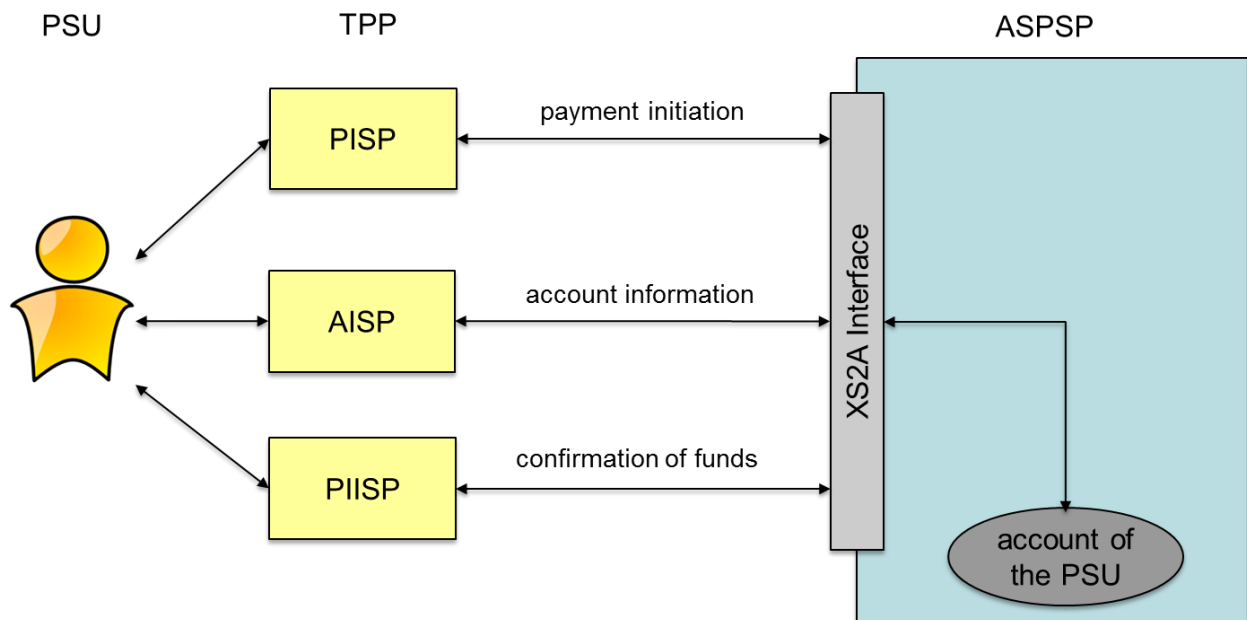 PSU
TPP
ASPSP
PISP
payment initiation
AISP
account information
XS2A Interface
PIISP
confirmation of funds
account of
the PSU